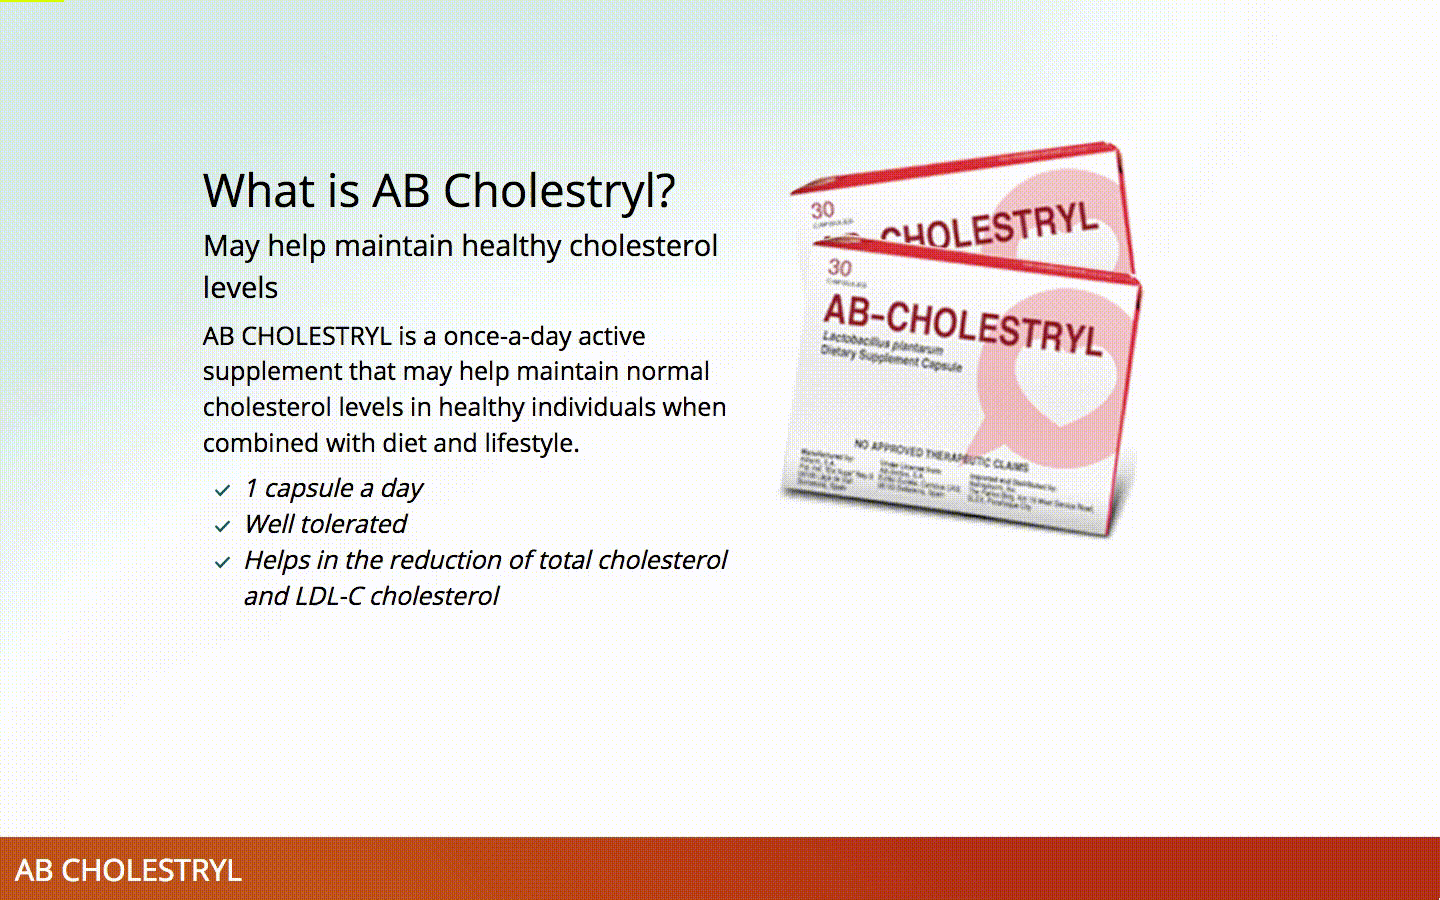 What is AB Cholestryl?
May help maintain healthy cholesterol
levels
AB CHOLESTRYL is a once-a-day active
supplement that may help maintain normal
cholesterol levels in healthy individuals when
combined with diet and lifestyle.
1 capsule a day
Well tolerated
Helps in the reduction of total cholesterol
and LDL-C cholesterol
30
CAPSULES
CHOLESTRYL
30
CAPSULES
AB-CHOLESTRYL
Lactobacillus plantarum
Dietary Supplement Capsule
NO APPROVED THERAPEUTIC CLAIMS
AB CHOLESTRYL